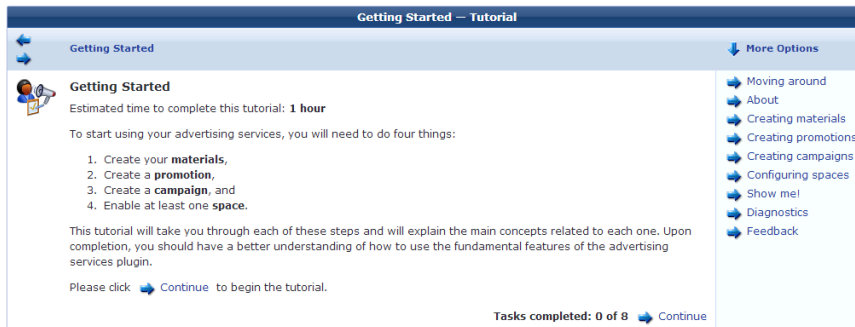 Getting Started — Tutorial
Getting Started
More Options
Getting Started
Estimated time to complete this tutorial: 1 hour
To start using your advertising services, you will need to do four things:
1. Create your materials,
2. Create a promotion,
3. Create a campaign, and
4. Enable at least one space.
This tutorial will take you through each of these steps and will explain the main concepts related to each one. Upon
completion, you should have a better understanding of how to use the fundamental features of the advertising
services plugin.
Please click Continue to begin the tutorial.
Tasks completed: 0 of 8 Continue
Moving around
About
Creating materials
Creating promotions
Creating campaigns
Configuring spaces
Show me!
Diagnostics
Feedback